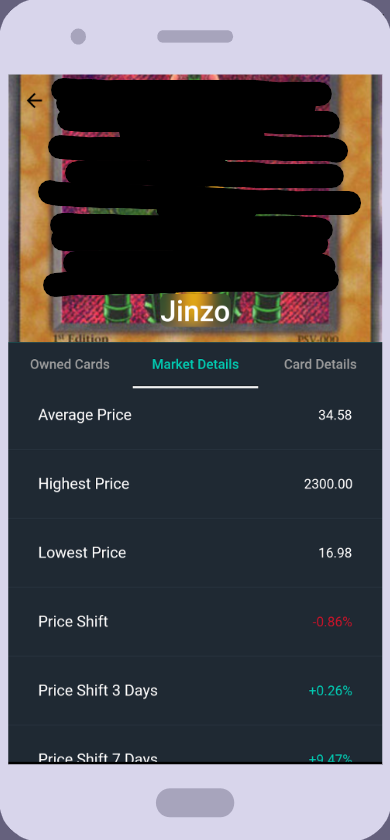 Jinzo
1st Edition PSV-000
Owned Cards Market Details Card Details
Average Price 34.58
Highest Price 2300.00
Lowest Price 16.98
Price Shift -0.86%
Price Shift 3 Days +0.26%
Price Shift 7 Days +9.47%